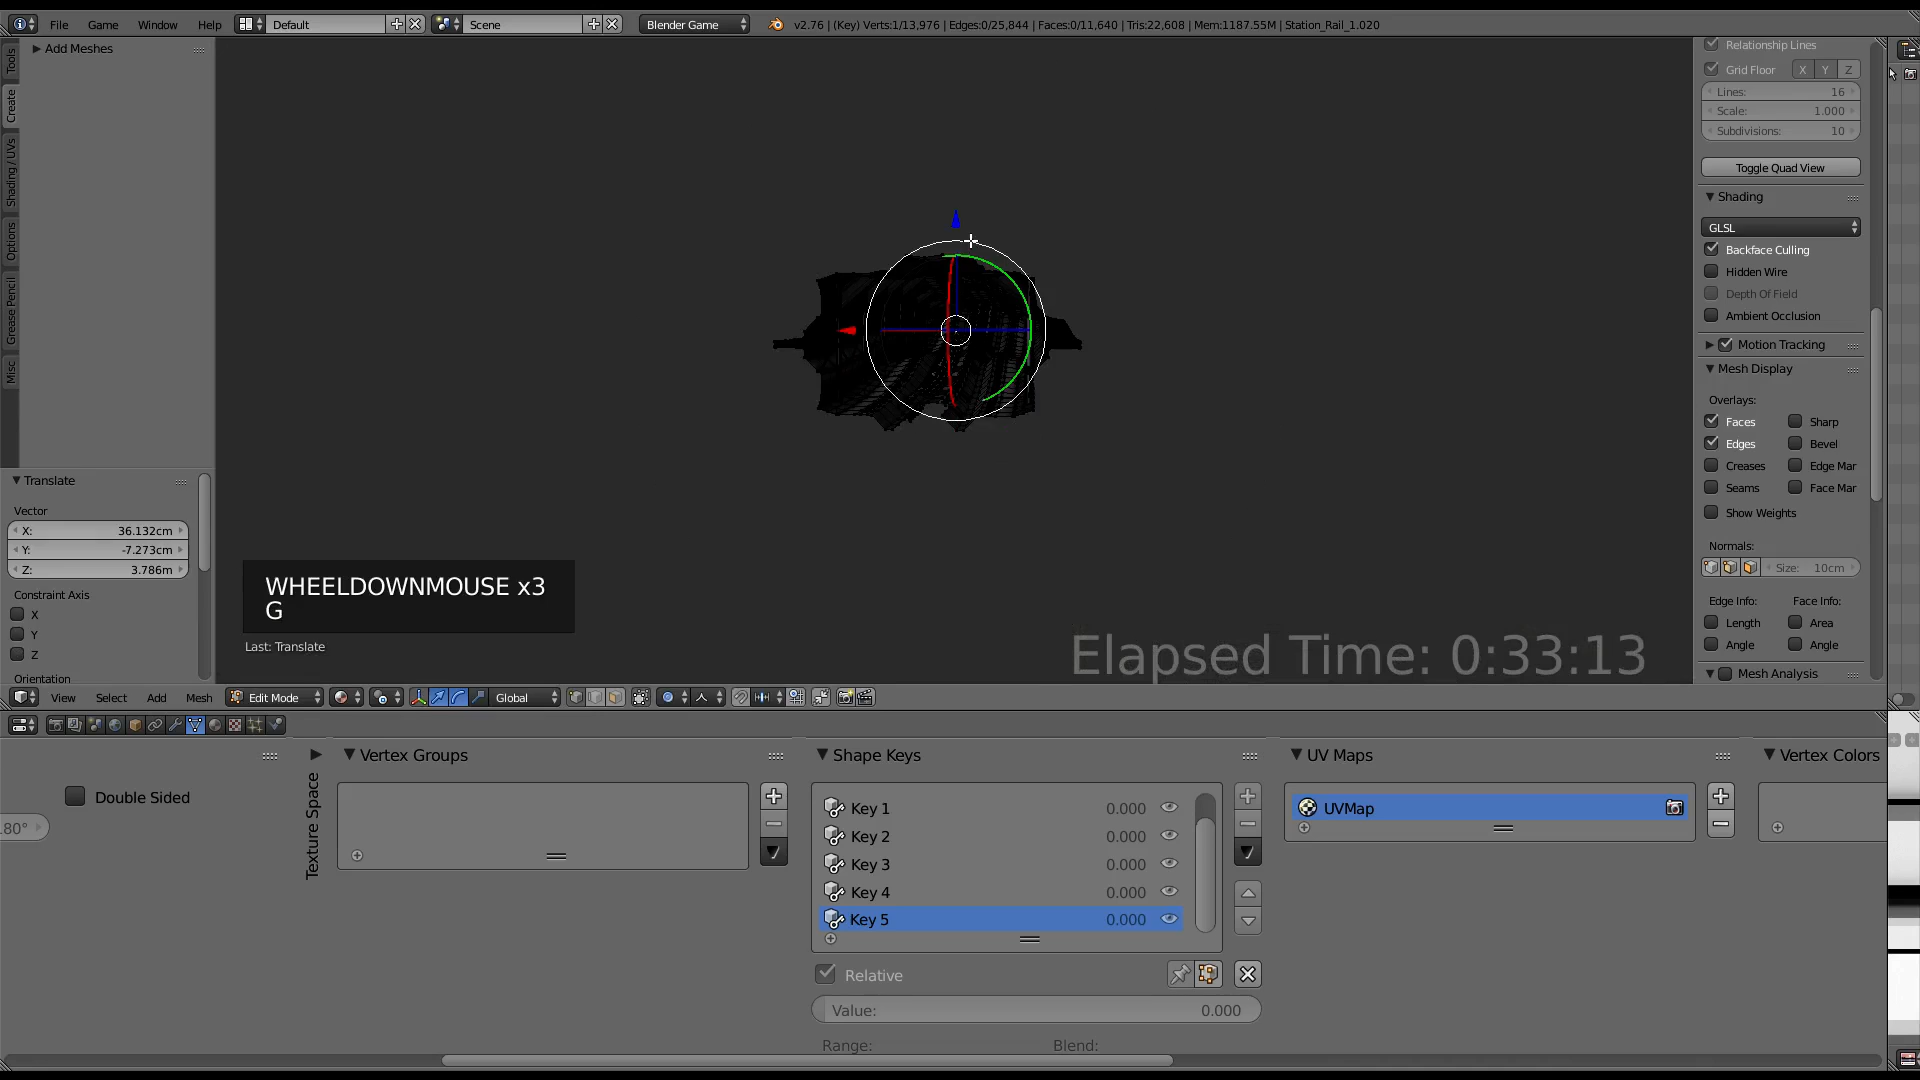 File Game Window Help Default Scene Blender Game v2.76 | (Key) Verts:1/13,976 | Edges:0/25,844 | Faces:0/11,640 | Tris:22,608 | Mem:1187.55M | Station_Rail_1.020
Add Meshes
Tools
Create
Shading / UVs
Options
Grease Pencil
Misc
Translate
Vector
X: 36.132cm
Y: -7.273cm
Z: 3.786m
Constraint Axis
X
Y
Z
Orientation
WHEELDOWNMOUSE x3
G
Last: Translate
Elapsed Time: 0:33:13
Relationship Lines
Grid Floor X Y Z
Lines: 16
Scale: 1.000
Subdivisions: 10
Toggle Quad View
Shading
GLSL
Backface Culling
Hidden Wire
Depth Of Field
Ambient Occlusion
Motion Tracking
Mesh Display
Overlays:
Faces Sharp
Edges Bevel
Creases Edge Mar
Seams Face Mar
Show Weights
Normals:
Size: 10cm
Edge Info: Face Info:
Length Area
Angle Angle
Mesh Analysis
View Select Add Mesh Edit Mode Global
Double Sided
80°
Texture Space
Vertex Groups
Shape Keys
Key 1 0.000
Key 2 0.000
Key 3 0.000
Key 4 0.000
Key 5 0.000
Relative
Value: 0.000
Range: Blend:
UV Maps
UVMap
Vertex Colors